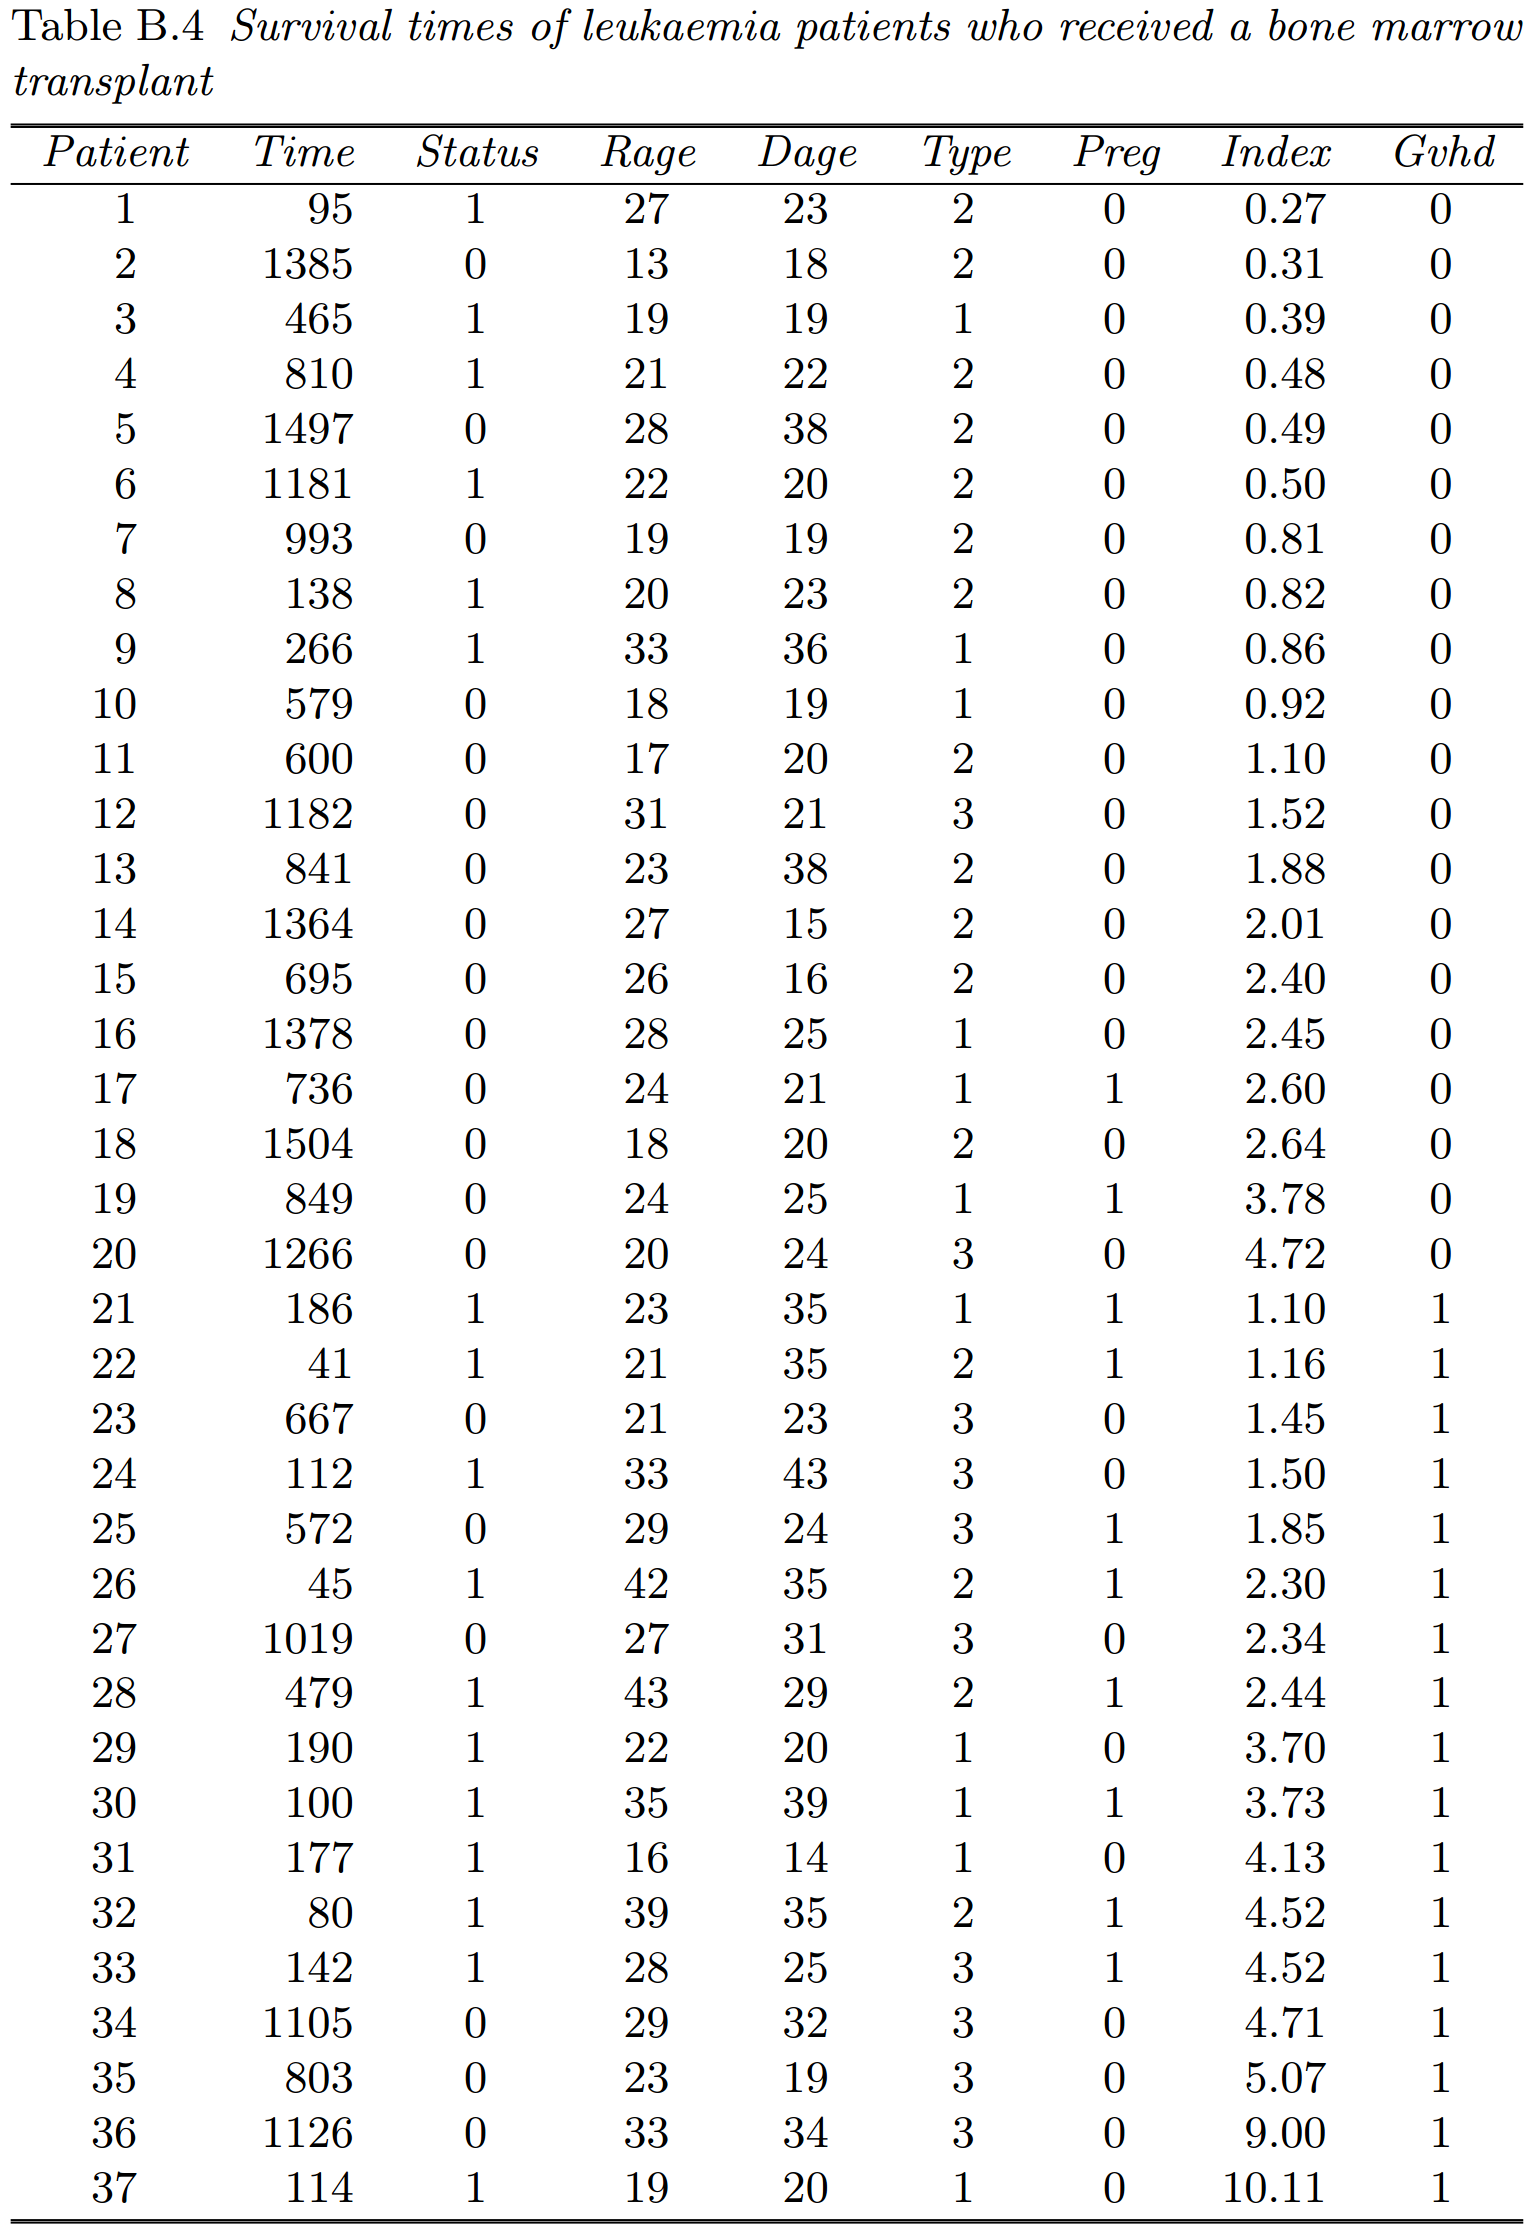 Table B.4 Survival times of leukaemia patients who received a bone marrow
transplant
Patient Time Status Rage Dage Type Preg Index Gvhd
1 95 1 27 23 2 0 0.27 0
2 1385 0 13 18 2 0 0.31 0
3 465 1 19 19 1 0 0.39 0
4 810 1 21 22 2 0 0.48 0
5 1497 0 28 38 2 0 0.49 0
6 1181 1 22 20 2 0 0.50 0
7 993 0 19 19 2 0 0.81 0
8 138 1 20 23 2 0 0.82 0
9 266 1 33 36 1 0 0.86 0
10 579 0 18 19 1 0 0.92 0
11 600 0 17 20 2 0 1.10 0
12 1182 0 31 21 3 0 1.52 0
13 841 0 23 38 2 0 1.88 0
14 1364 0 27 15 2 0 2.01 0
15 695 0 26 16 2 0 2.40 0
16 1378 0 28 25 1 0 2.45 0
17 736 0 24 21 1 1 2.60 0
18 1504 0 18 20 2 0 2.64 0
19 849 0 24 25 1 1 3.78 0
20 1266 0 20 24 3 0 4.72 0
21 186 1 23 35 1 1 1.10 1
22 41 1 21 35 2 1 1.16 1
23 667 0 21 23 3 0 1.45 1
24 112 1 33 43 3 0 1.50 1
25 572 0 29 24 3 1 1.85 1
26 45 1 42 35 2 1 2.30 1
27 1019 0 27 31 3 0 2.34 1
28 479 1 43 29 2 1 2.44 1
29 190 1 22 20 1 0 3.70 1
30 100 1 35 39 1 1 3.73 1
31 177 1 16 14 1 0 4.13 1
32 80 1 39 35 2 1 4.52 1
33 142 1 28 25 3 1 4.52 1
34 1105 0 29 32 3 0 4.71 1
35 803 0 23 19 3 0 5.07 1
36 1126 0 33 34 3 0 9.00 1
37 114 1 19 20 1 0 10.11 1